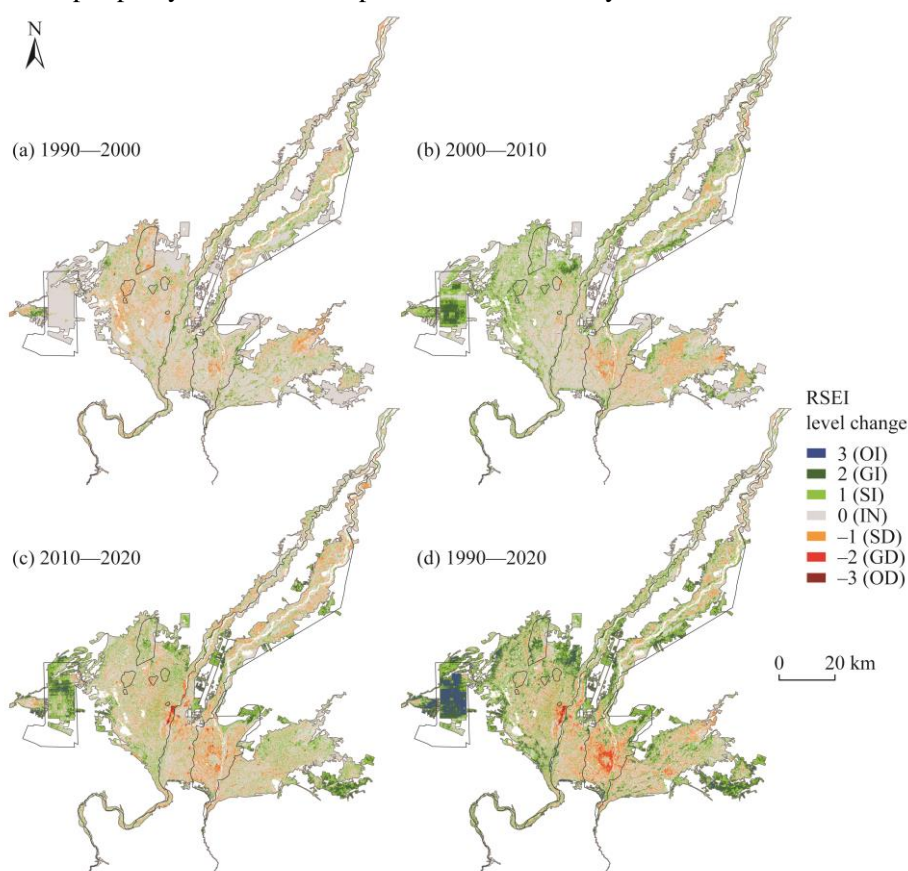 N
(a) 1990—2000
(b) 2000—2010
RSEI
level change
3 (OI)
2 (GI)
1 (SI)
0 (IN)
–1 (SD)
–2 (GD)
–3 (OD)
(c) 2010—2020
(d) 1990—2020
0 20 km